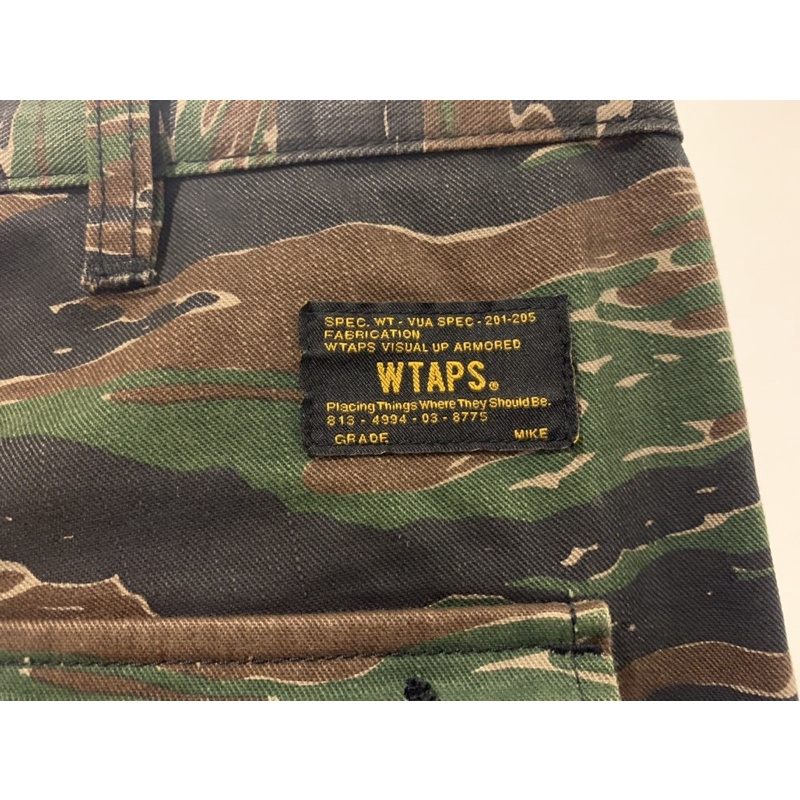 SPEC. WT - VUA SPEC - 201-205
FABRICATION
WTAPS VISUAL UP ARMORED
WTAPS®
Placing Things Where They Should Be.
813 - 4994 - 03 - 8775
GRADE MIKE